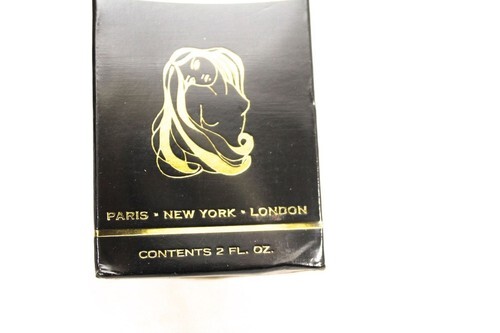 PARIS • NEW YORK • LONDON
CONTENTS 2 FL. OZ.